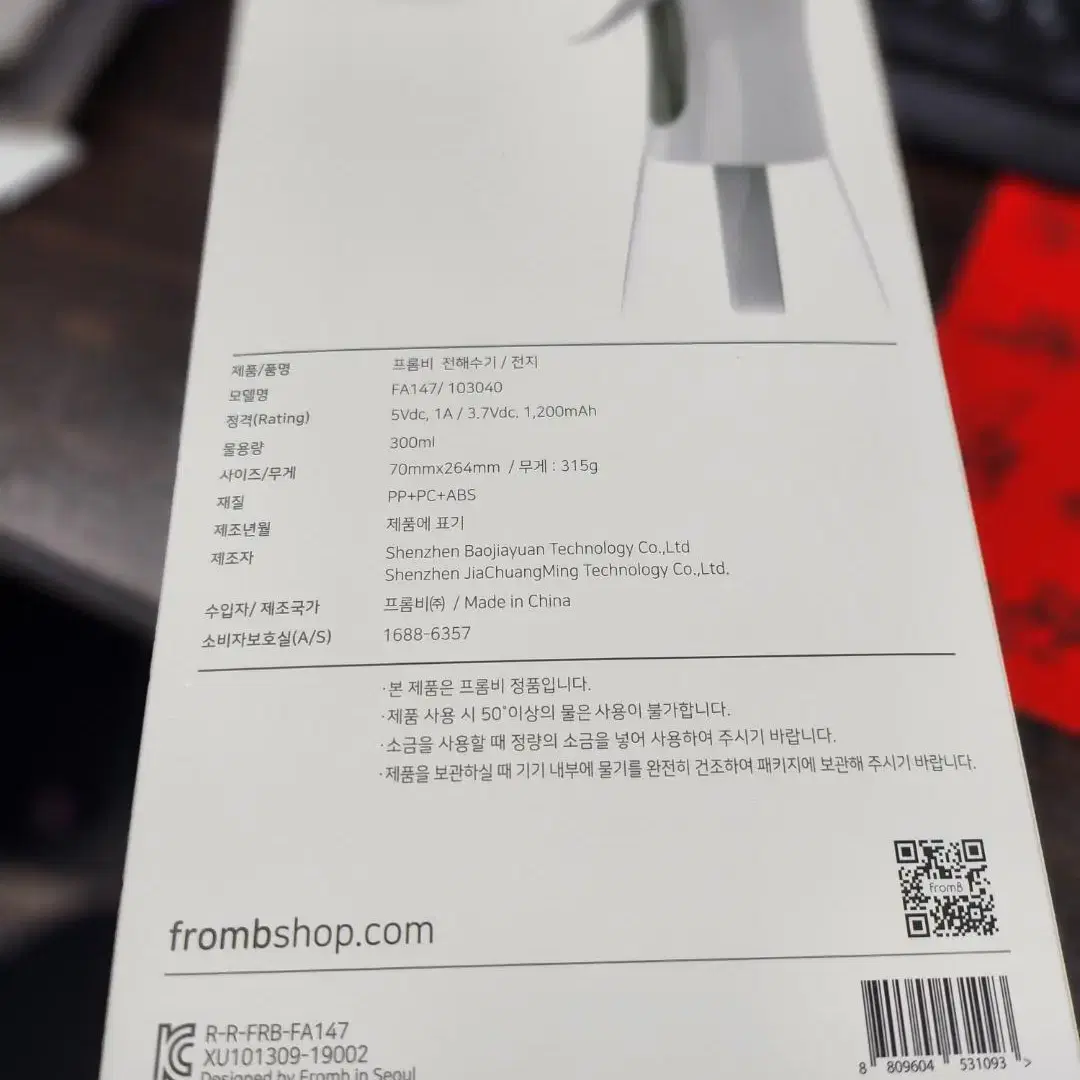 제품/품명 프롬비 전해수기 / 전지
모델명 FA147/ 103040
정격(Rating) 5Vdc, 1A / 3.7Vdc. 1,200mAh
물용량 300ml
사이즈/무게 70mmx264mm / 무게 : 315g
재질 PP+PC+ABS
제조년월 제품에 표기
제조자 Shenzhen Baojiayuan Technology Co.,Ltd
Shenzhen JiaChuangMing Technology Co.,Ltd.
수입자/ 제조국가 프롬비㈜ / Made in China
소비자보호실(A/S) 1688-6357
·본 제품은 프롬비 정품입니다.
·제품 사용 시 50°이상의 물은 사용이 불가합니다.
·소금을 사용할 때 정량의 소금을 넣어 사용하여 주시기 바랍니다.
·제품을 보관하실 때 기기 내부에 물기를 완전히 건조하여 패키지에 보관해 주시기 바랍니다.
fromB
frombshop.com
R-R-FRB-FA147
XU101309-19002
Designed by Fromb in Seoul
8 809604 531093 >